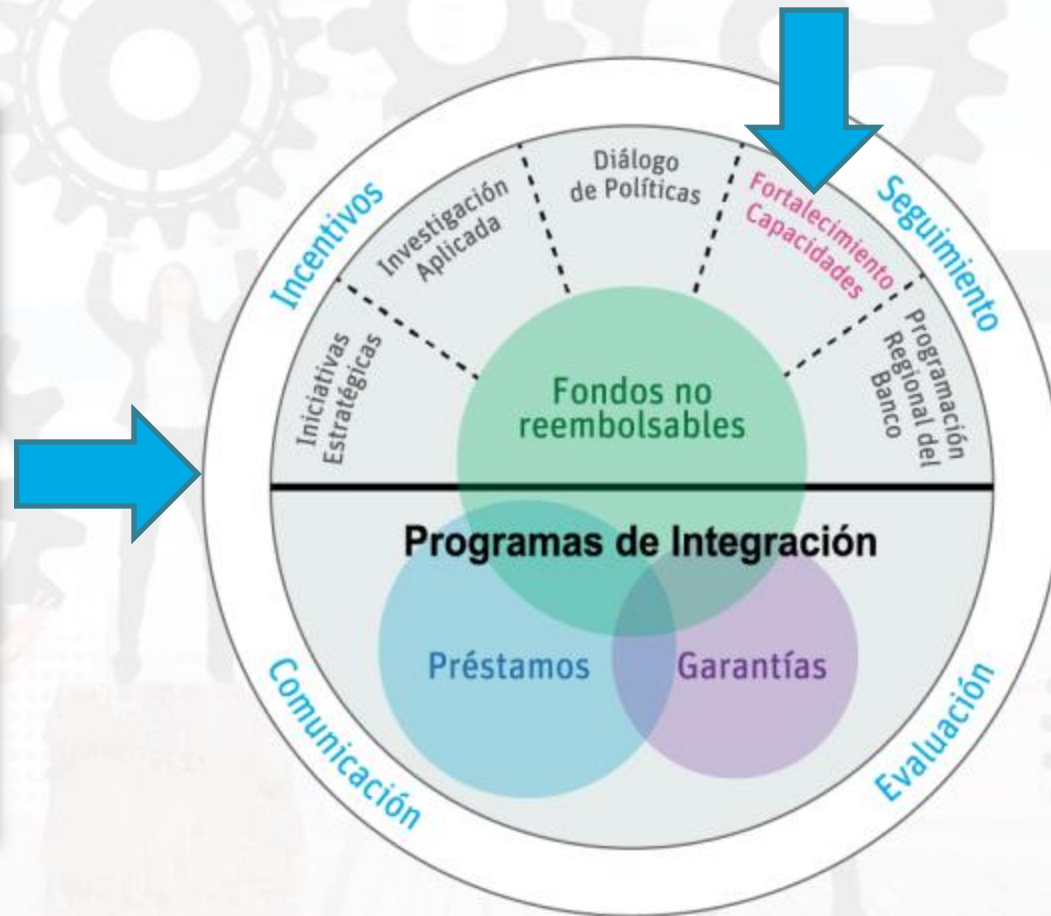 Incentivos
Seguimiento
Iniciativas
Estratégicas
Investigación
Aplicada
Diálogo
de Políticas
Fortalecimiento
Capacidades
Programación
Regional del
Banco
Fondos no
reembolsables
Programas de Integración
Préstamos
Garantías
Comunicación
Evaluación